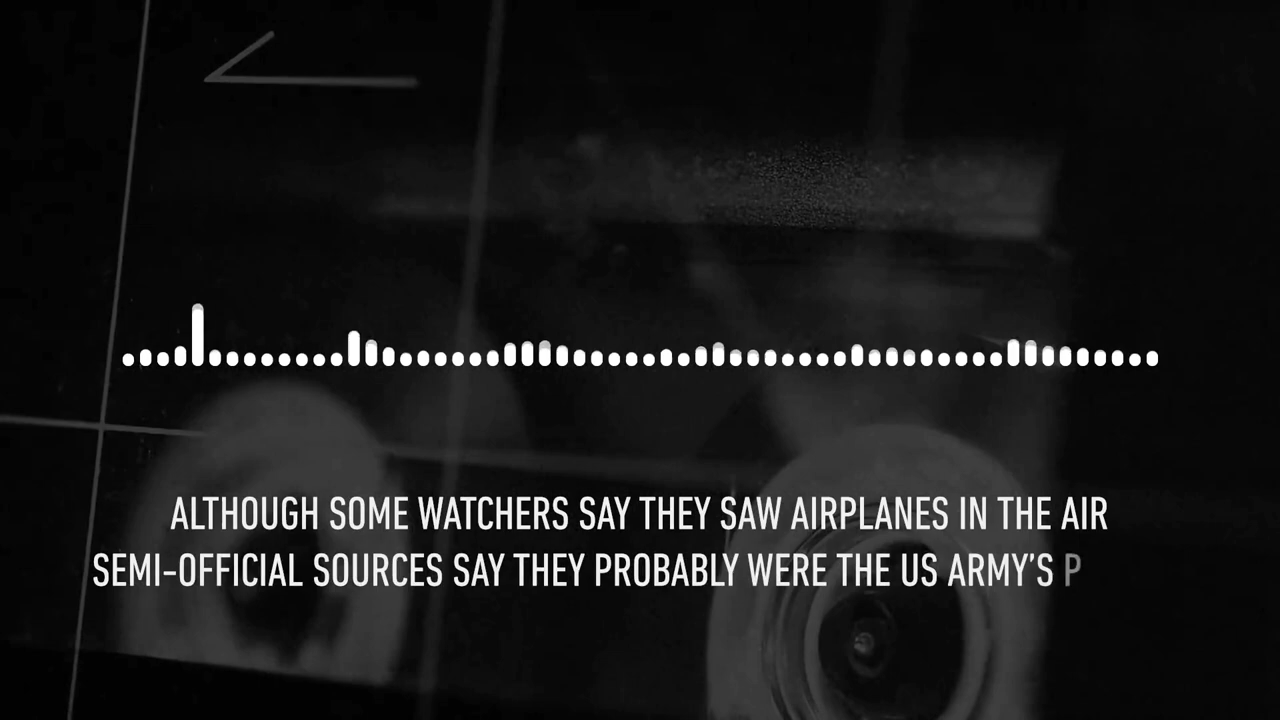 ALTHOUGH SOME WATCHERS SAY THEY SAW AIRPLANES IN THE AIR
SEMI-OFFICIAL SOURCES SAY THEY PROBABLY WERE THE US ARMY'S P